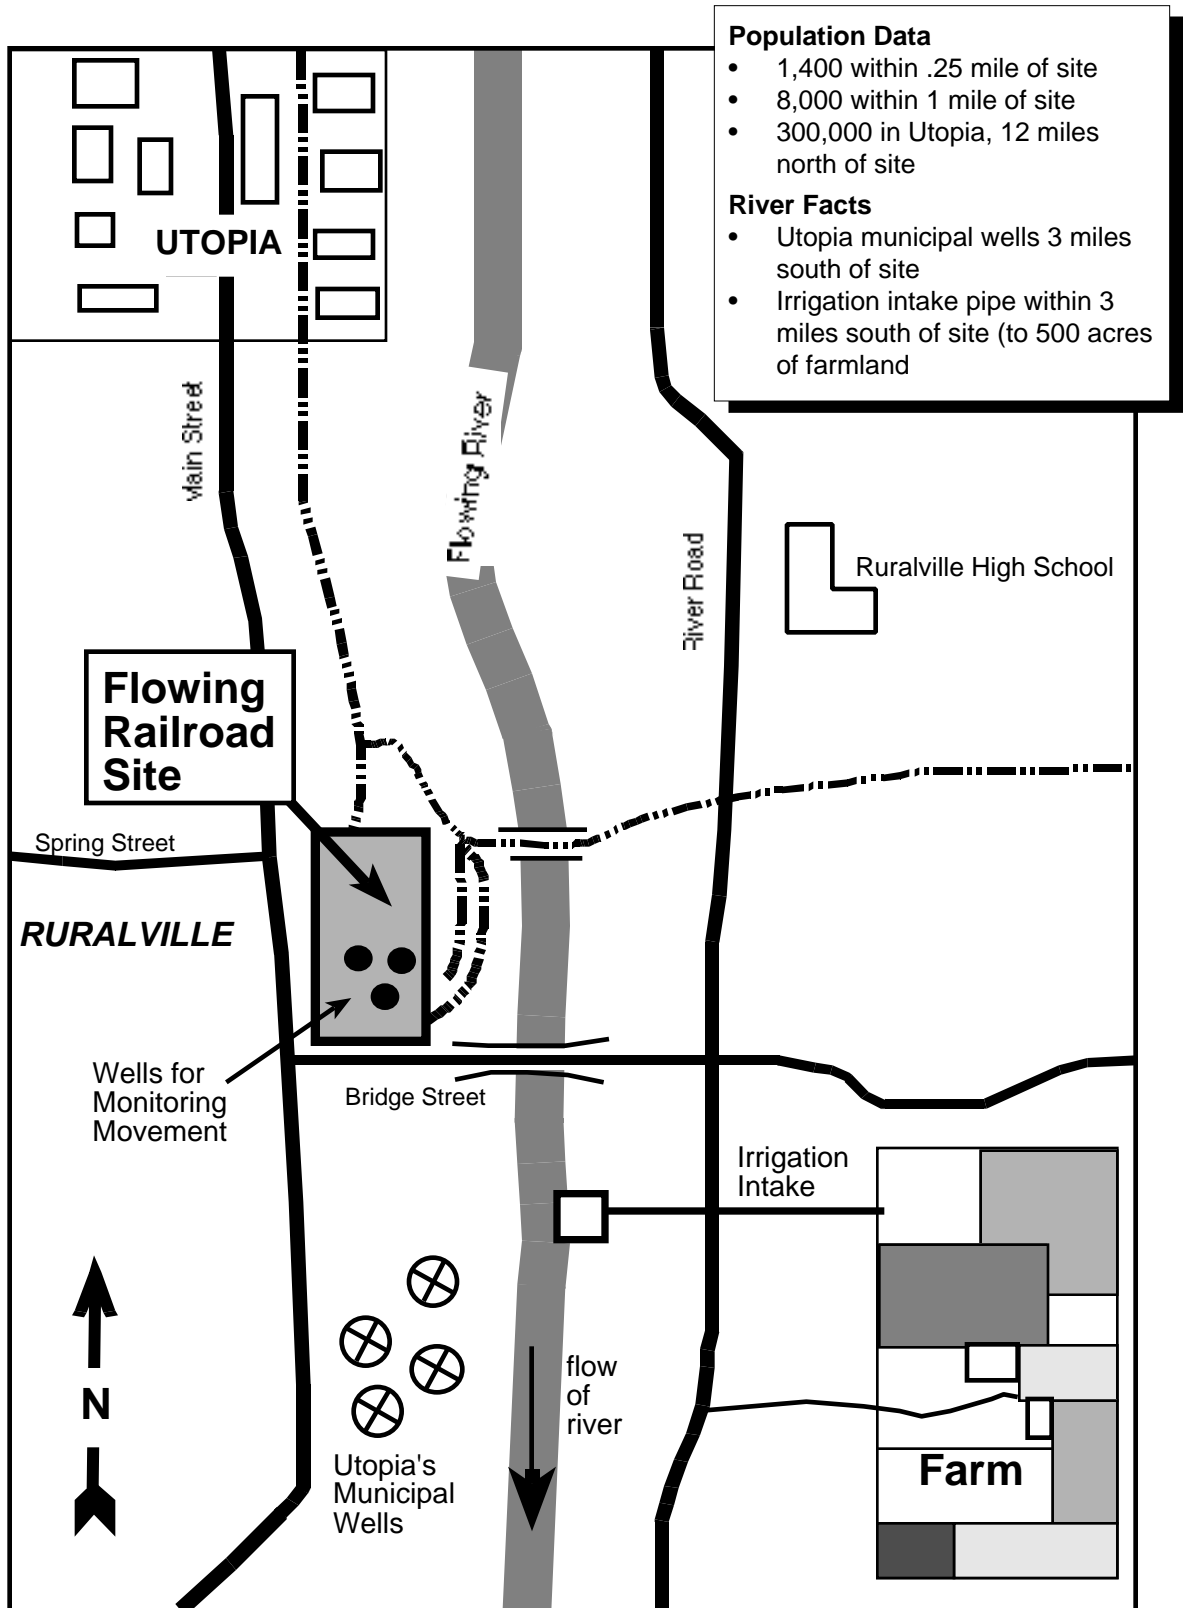 Population Data
• 1,400 within .25 mile of site
• 8,000 within 1 mile of site
• 300,000 in Utopia, 12 miles
north of site
River Facts
• Utopia municipal wells 3 miles
south of site
• Irrigation intake pipe within 3
miles south of site (to 500 acres
of farmland
UTOPIA
Main Street
Flowing River
River Road
Ruralville High School
Flowing
Railroad
Site
Spring Street
RURALVILLE
Wells for
Monitoring
Movement
Bridge Street
Irrigation
Intake
N
flow
of
river
Utopia's
Municipal
Wells
Farm